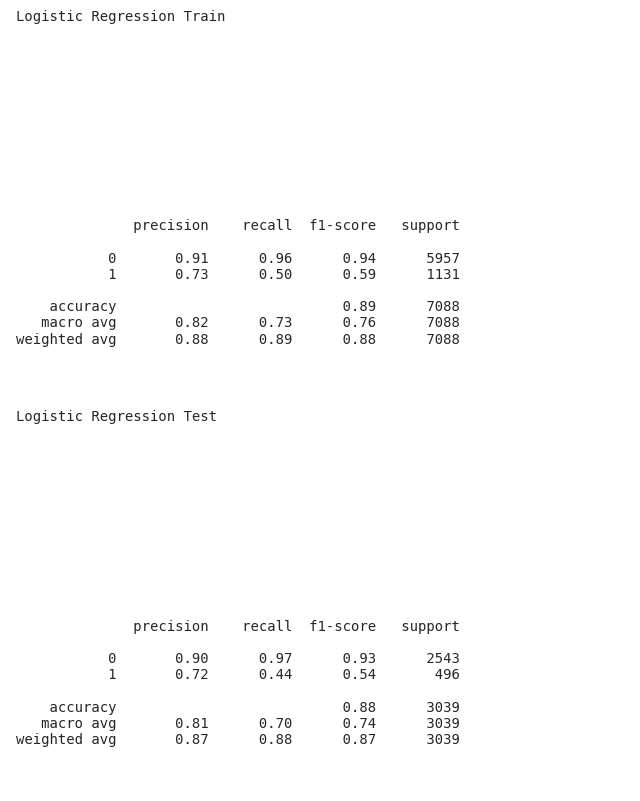 Logistic Regression Train
precision recall f1-score support
0 0.91 0.96 0.94 5957
1 0.73 0.50 0.59 1131
accuracy 0.89 7088
macro avg 0.82 0.73 0.76 7088
weighted avg 0.88 0.89 0.88 7088
Logistic Regression Test
precision recall f1-score support
0 0.90 0.97 0.93 2543
1 0.72 0.44 0.54 496
accuracy 0.88 3039
macro avg 0.81 0.70 0.74 3039
weighted avg 0.87 0.88 0.87 3039